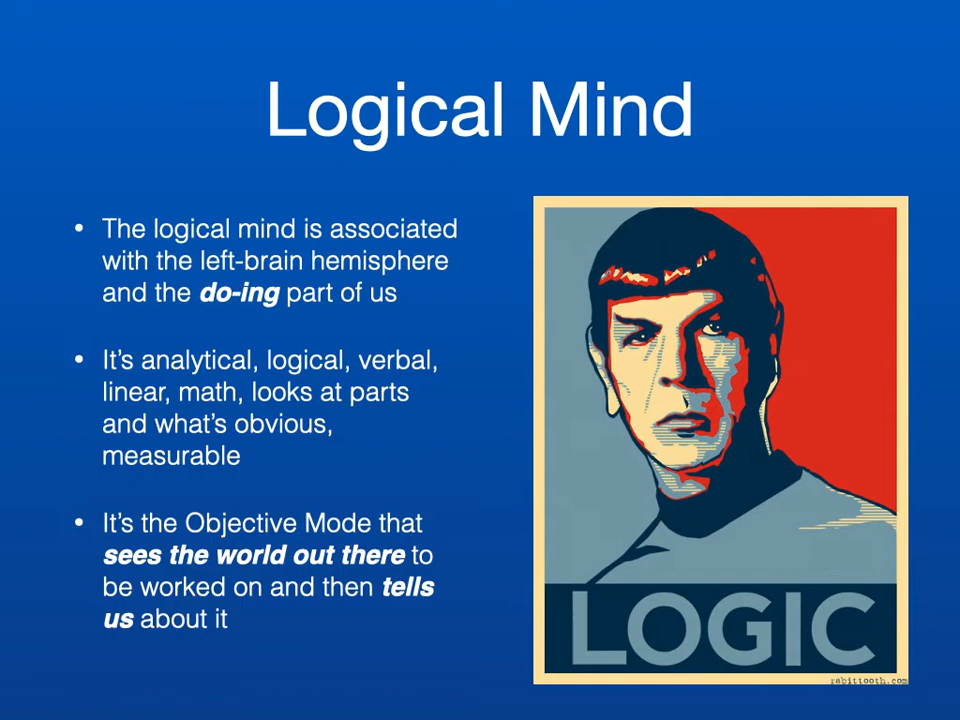 Logical Mind
• The logical mind is associated
with the left-brain hemisphere
and the do-ing part of us
• It's analytical, logical, verbal,
linear, math, looks at parts
and what's obvious,
measurable
• It's the Objective Mode that
sees the world out there to
be worked on and then tells
us about it
LOGIC
rabittooth.com